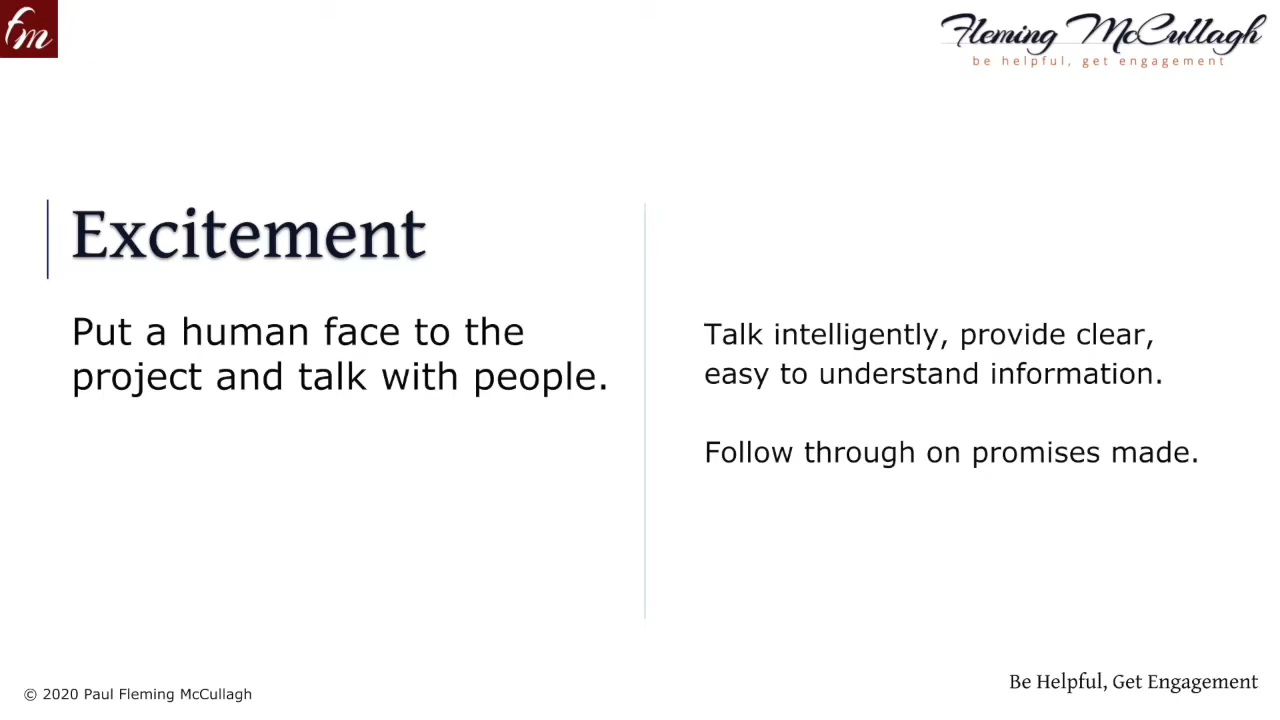 fm
Fleming McCullagh
be helpful, get engagement
Excitement
Put a human face to the
project and talk with people.
Talk intelligently, provide clear,
easy to understand information.
Follow through on promises made.
© 2020 Paul Fleming McCullagh
Be Helpful, Get Engagement